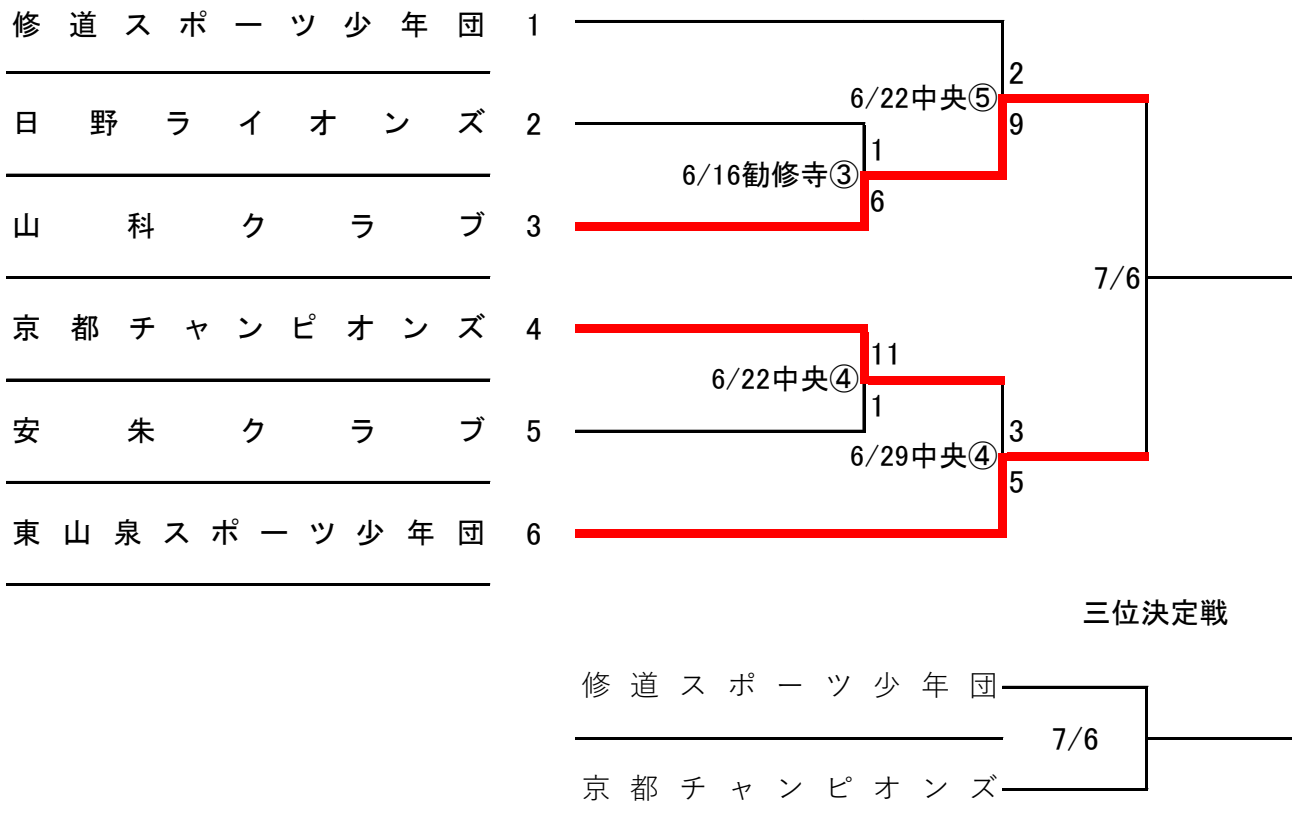 修道スポーツ少年団 1
2
6/22中央⑤
9
日野ライオンズ 2
1
6/16勧修寺③
6
山科クラブ 3
7/6
京都チャンピオンズ 4
11
6/22中央④
1
安朱クラブ 5
3
6/29中央④
5
東山泉スポーツ少年団 6
三位決定戦
修道スポーツ少年団
7/6
京都チャンピオンズ